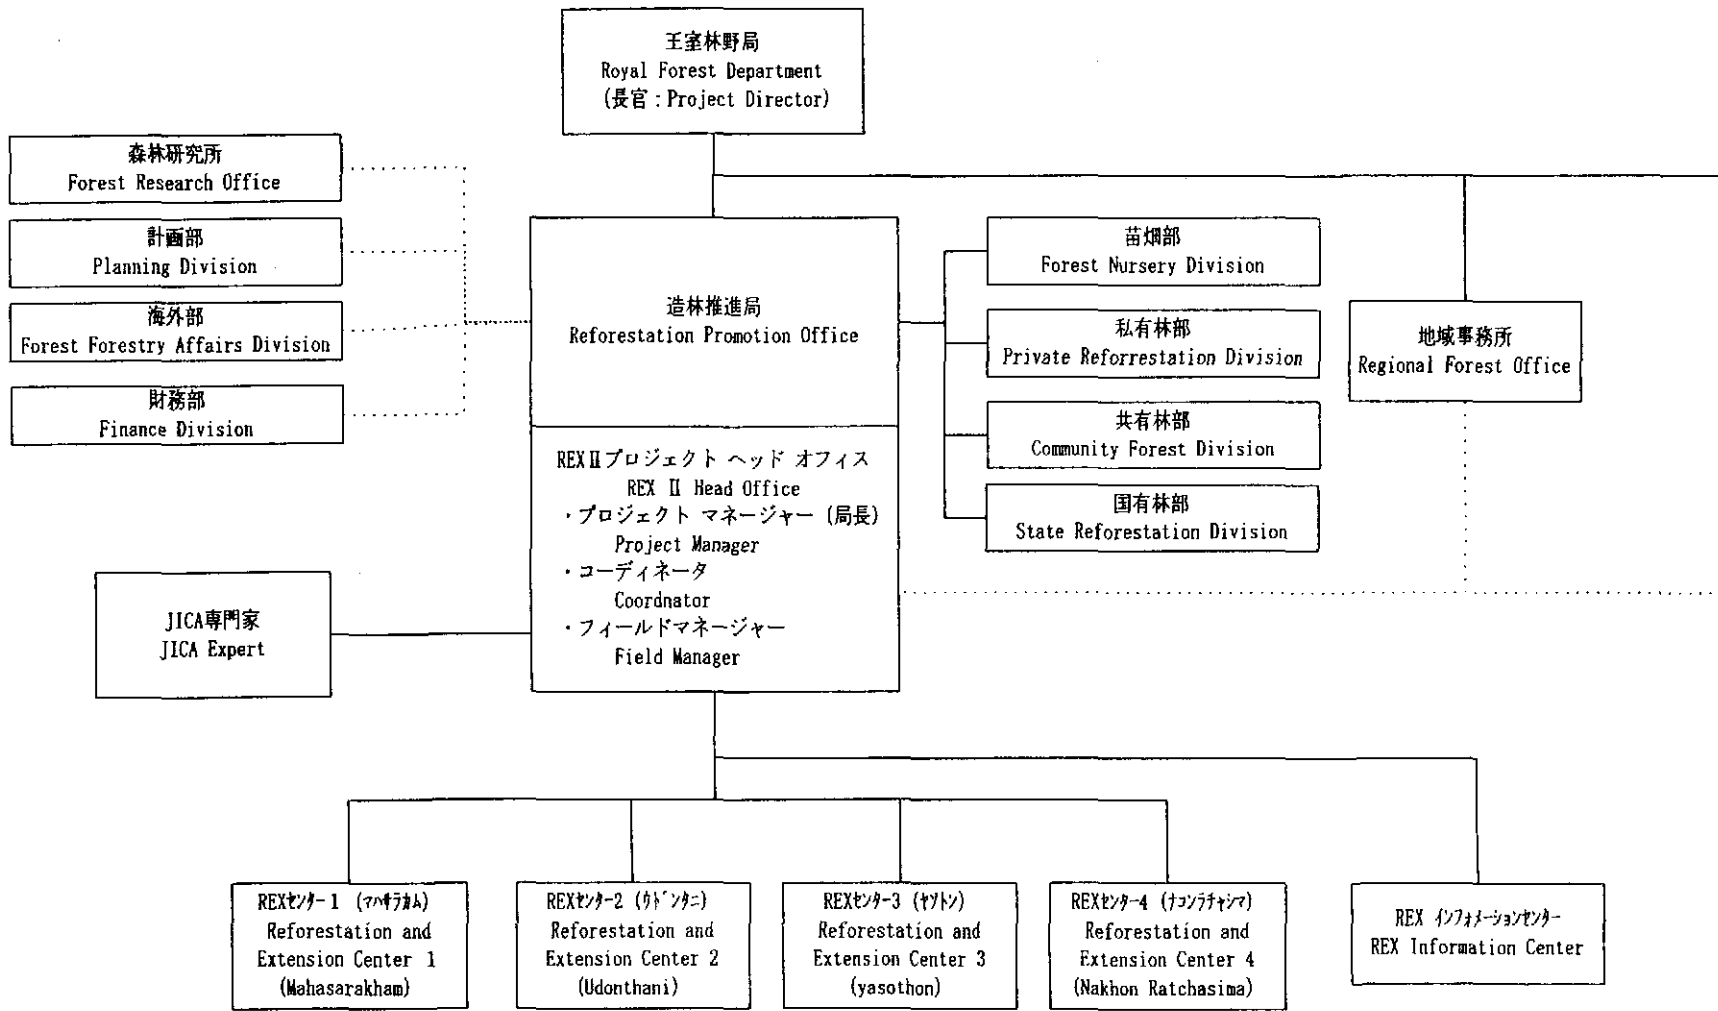 王室林野局
Royal Forest Department
(長官:Project Director)
森林研究所
Forest Research Office
計画部
Planning Division
海外部
Forest Forestry Affairs Division
財務部
Finance Division
造林推進局
Reforestation Promotion Office
苗畑部
Forest Nursery Division
私有林部
Private Reforrestation Division
共有林部
Community Forest Division
国有林部
State Reforestation Division
地域事務所
Regional Forest Office
REXⅡプロジェクト ヘッド オフィス
REX Ⅱ Head Office
・プロジェクト マネージャー (局長)
Project Manager
・コーディネータ
Coordnator
・フィールドマネージャー
Field Manager
JICA専門家
JICA Expert
REXセンター1 (マハサラカム)
Reforestation and
Extension Center 1
(Mahasarakham)
REXセンター2 (ウドンタニ)
Reforestation and
Extension Center 2
(Udonthani)
REXセンター3 (ヤソトン)
Reforestation and
Extension Center 3
(yasothon)
REXセンター4 (ナコンラチャシマ)
Reforestation and
Extension Center 4
(Nakhon Ratchasima)
REX インフォメーションセンター
REX Information Center